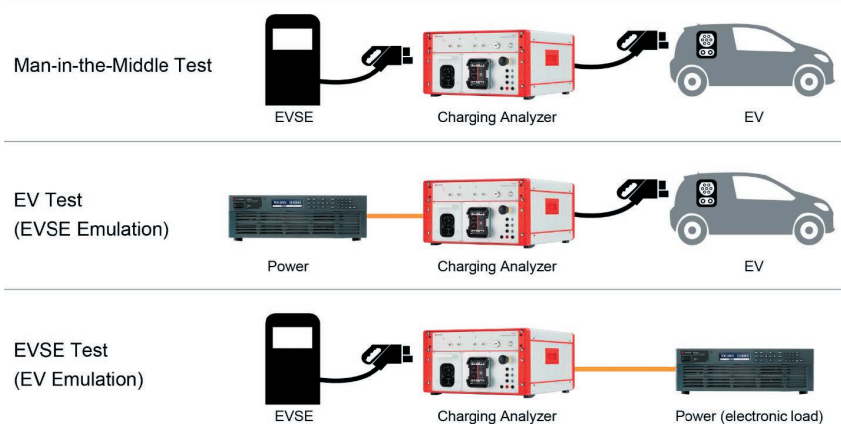 Man-in-the-Middle Test
EVSE
Charging Analyzer
EV
EV Test
(EVSE Emulation)
Power
Charging Analyzer
EV
EVSE Test
(EV Emulation)
EVSE
Charging Analyzer
Power (electronic load)